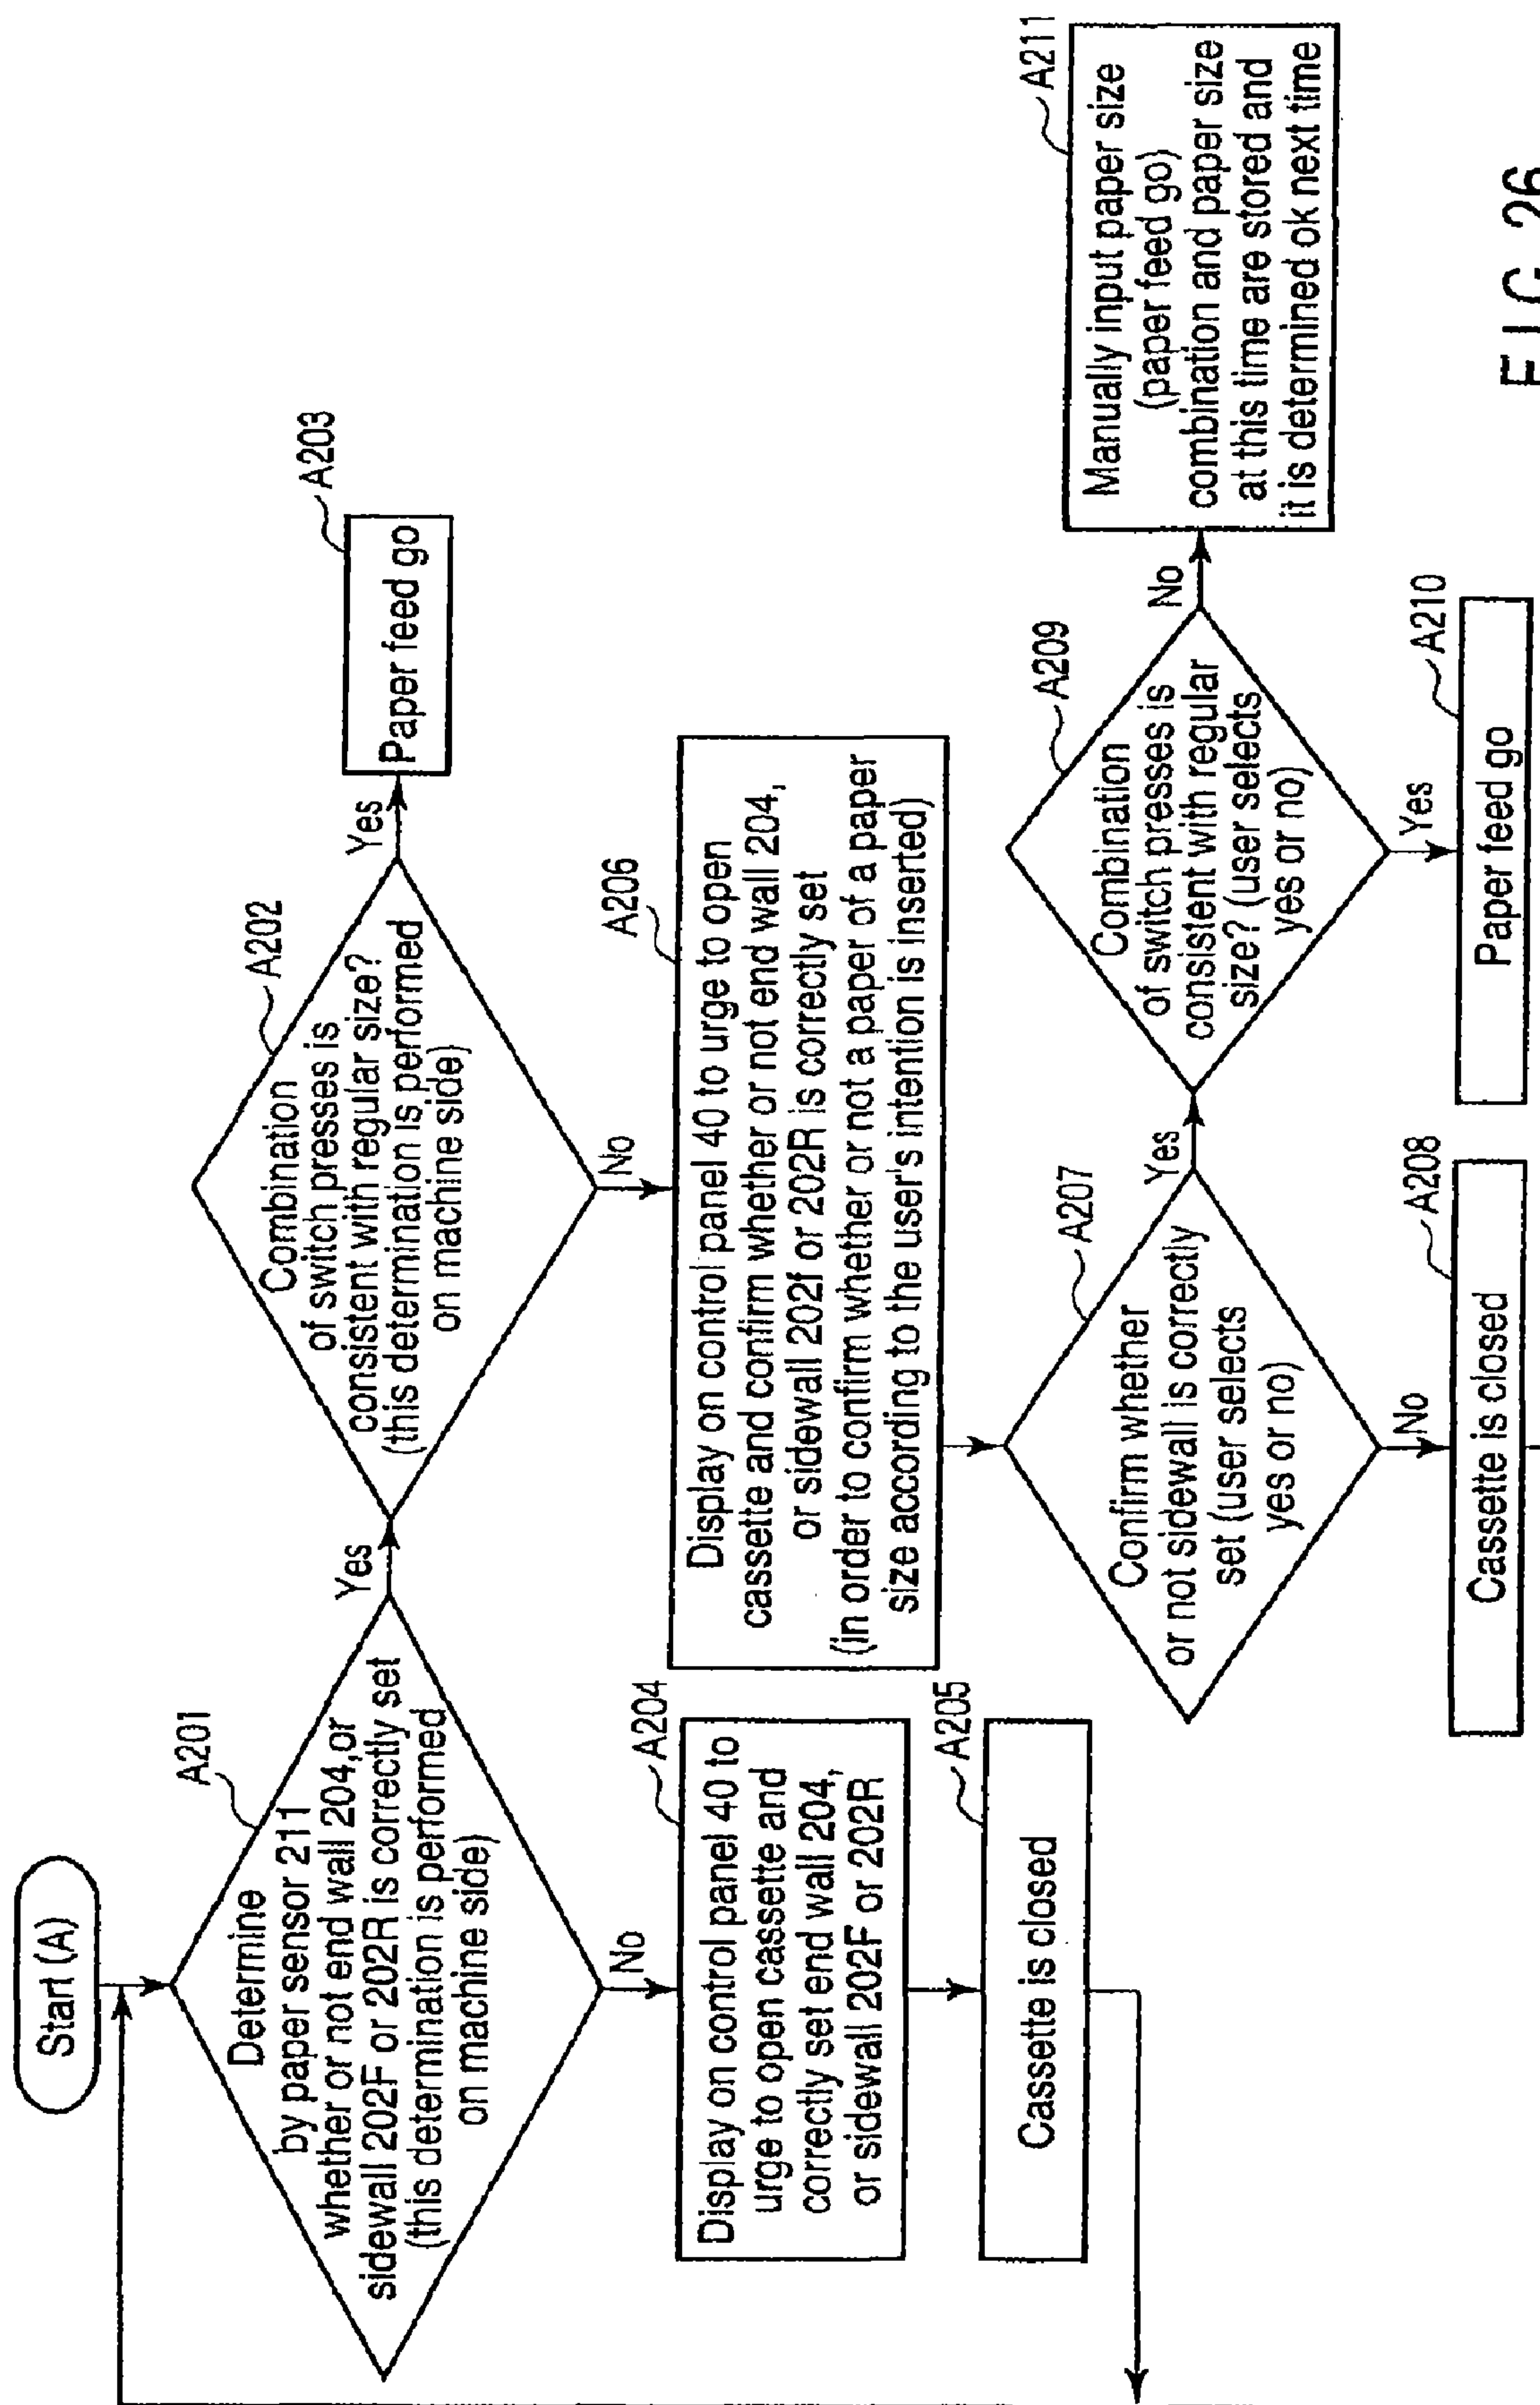 Start (A)
A201
Determine
by paper sensor 211
whether or not end wall 204,or
sidewall 202F or 202R is correctly set
(this determination is performed
on machine side)
Yes
No
A202
Combination
of switch presses is
consistent with regular size?
(this determination is performed
on machine side)
Yes
No
A203
Paper feed go
A204
Display on control panel 40 to
urge to open cassette and
correctly set end wall 204,
or sidewall 202F or 202R
A205
Cassette is closed
A206
Display on control panel 40 to urge to open
cassette and confirm whether or not end wall 204,
or sidewall 202f or 202R is correctly set
(in order to confirm whether or not a paper of a paper
size according to the user's intention is inserted)
A207
Confirm whether
or not sidewall is correctly
set (user selects
yes or no)
Yes
No
A208
Cassette is closed
A209
Combination
of switch presses is
consistent with regular
size? (user selects
yes or no)
No
Yes
A210
Paper feed go
A211
Manually input paper size
(paper feed go)
combination and paper size
at this time are stored and
it is determined ok next time
F I G. 26